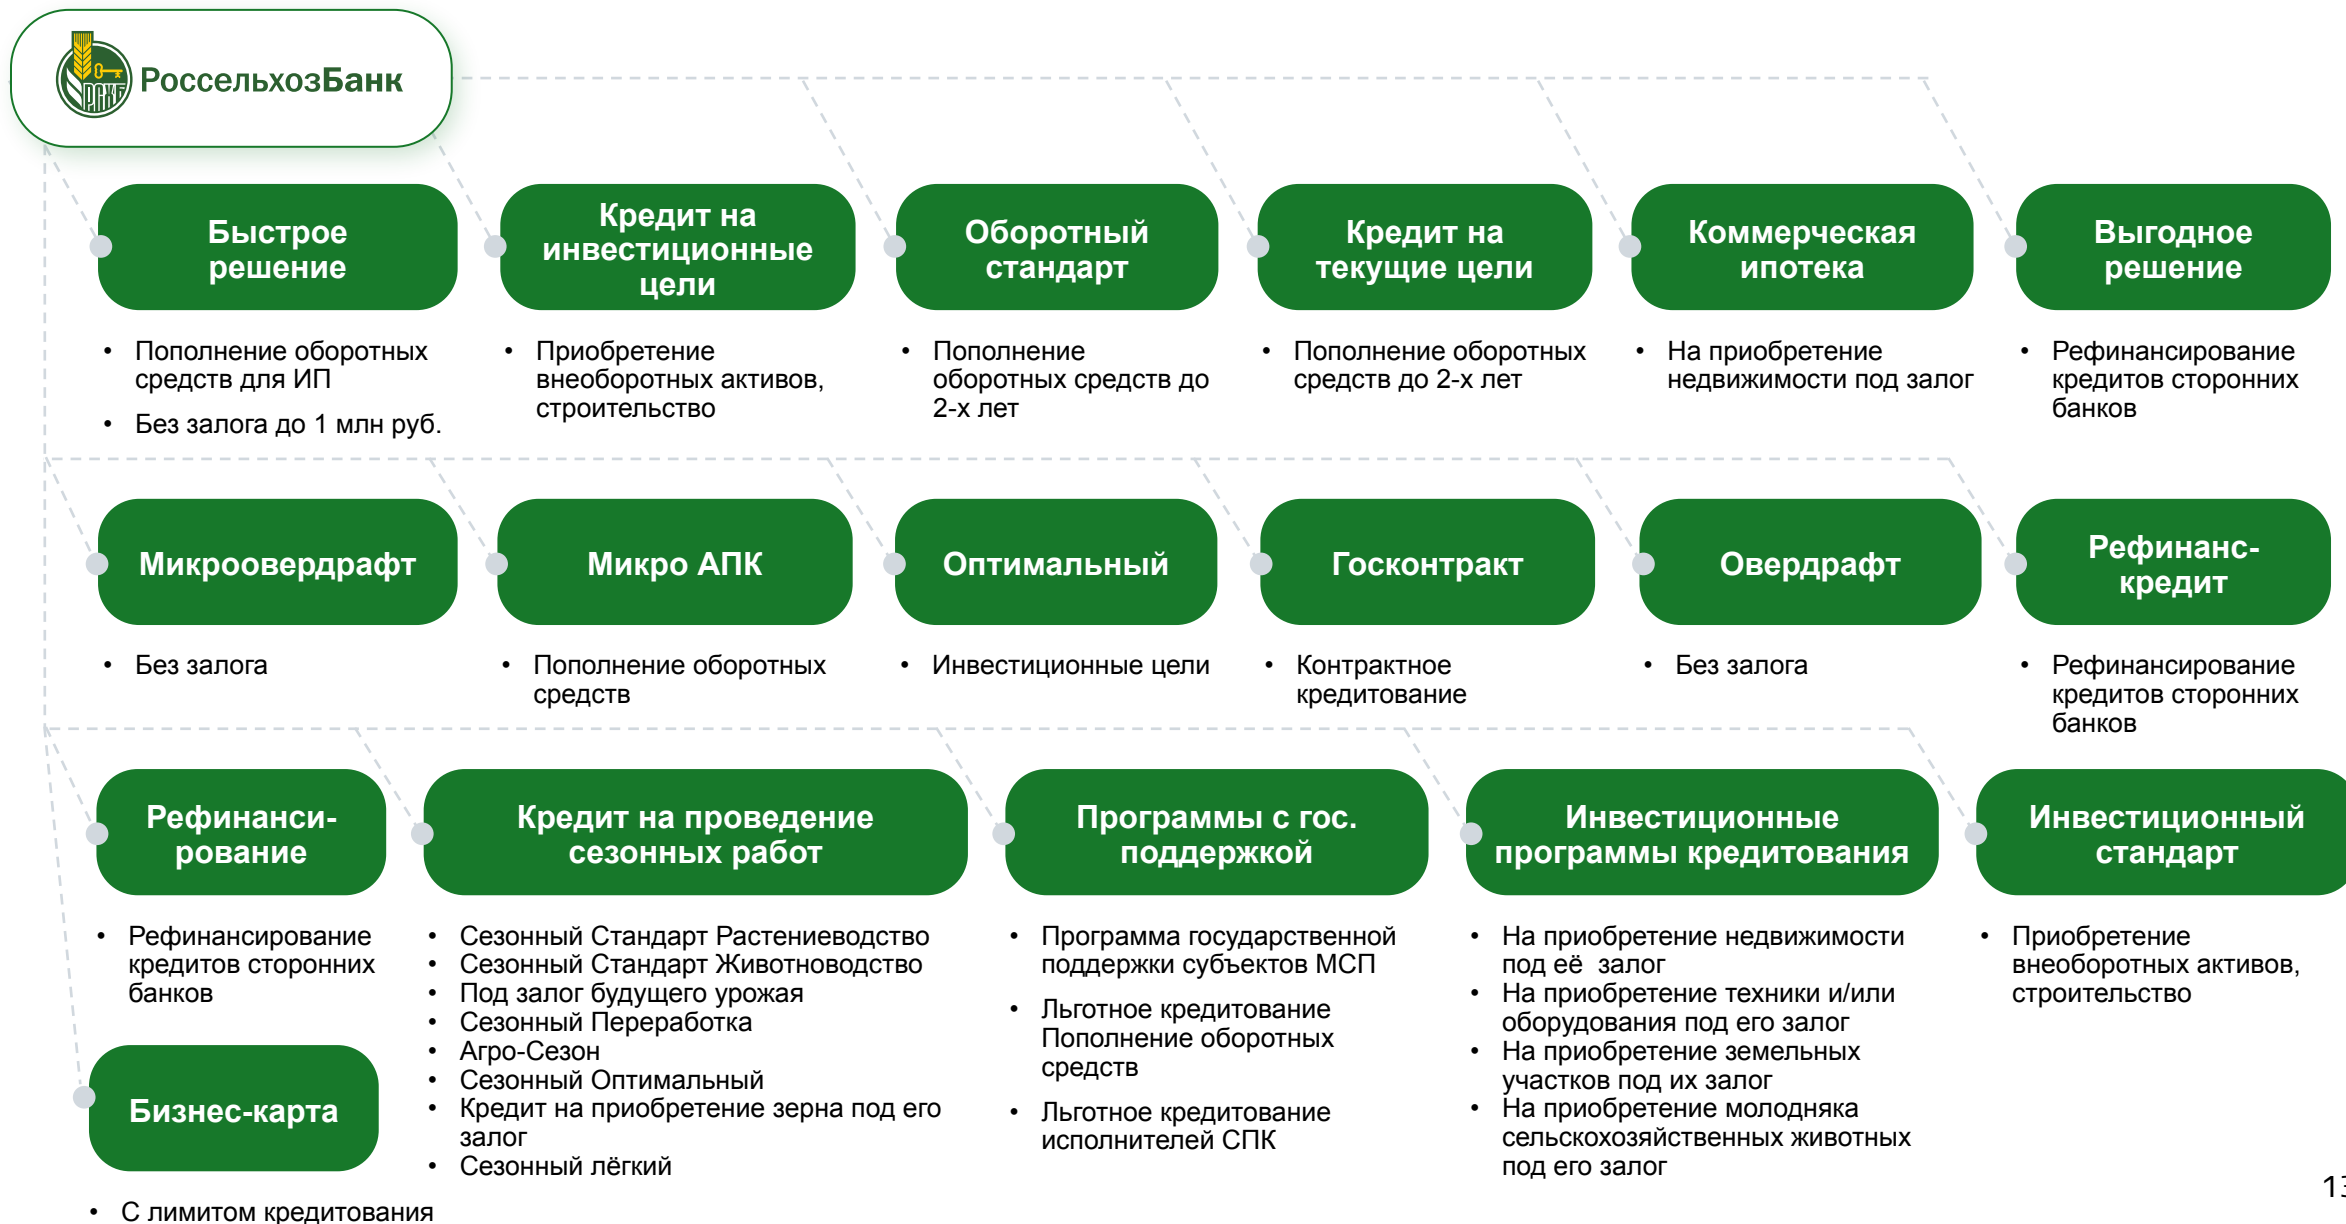 РоссельхозБанк
РСХБ
Быстрое
решение
• Пополнение оборотных
средств для ИП
• Без залога до 1 млн руб.
Кредит на
инвестиционные
цели
• Приобретение
внеоборотных активов,
строительство
Оборотный
стандарт
• Пополнение
оборотных средств до
2-х лет
Кредит на
текущие цели
• Пополнение оборотных
средств до 2-х лет
Коммерческая
ипотека
• На приобретение
недвижимости под залог
Выгодное
решение
• Рефинансирование
кредитов сторонних
банков
Микроовердрафт
• Без залога
Микро АПК
• Пополнение оборотных
средств
Оптимальный
• Инвестиционные цели
Госконтракт
• Контрактное
кредитование
Овердрафт
• Без залога
Рефинанс-
кредит
• Рефинансирование
кредитов сторонних
банков
Рефинанси-
рование
• Рефинансирование
кредитов сторонних
банков
Кредит на проведение
сезонных работ
• Сезонный Стандарт Растениеводство
• Сезонный Стандарт Животноводство
• Под залог будущего урожая
• Сезонный Переработка
• Агро-Сезон
• Сезонный Оптимальный
• Кредит на приобретение зерна под его
залог
• Сезонный лёгкий
Программы с гос.
поддержкой
• Программа государственной
поддержки субъектов МСП
• Льготное кредитование
Пополнение оборотных
средств
• Льготное кредитование
исполнителей СПК
Инвестиционные
программы кредитования
• На приобретение недвижимости
под её залог
• На приобретение техники и/или
оборудования под его залог
• На приобретение земельных
участков под их залог
• На приобретение молодняка
сельскохозяйственных животных
под его залог
Инвестиционный
стандарт
• Приобретение
внеоборотных активов,
строительство
Бизнес-карта
• С лимитом кредитования
13